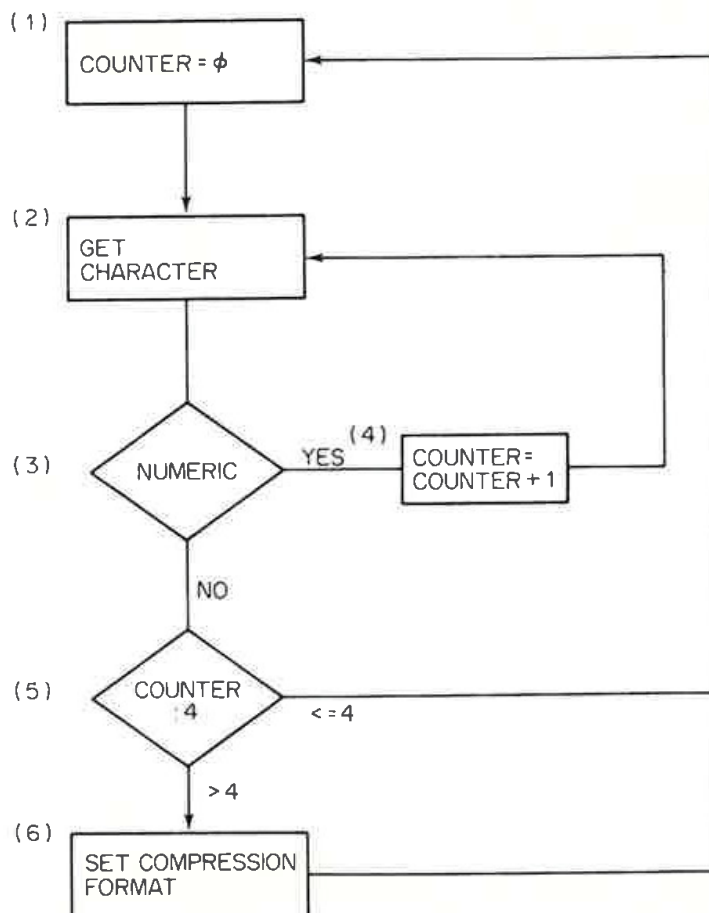 (1)
COUNTER = ϕ
(2)
GET
CHARACTER
(3)
NUMERIC
YES
(4)
COUNTER =
COUNTER + 1
NO
(5)
COUNTER
: 4
< = 4
> 4
(6)
SET COMPRESSION
FORMAT